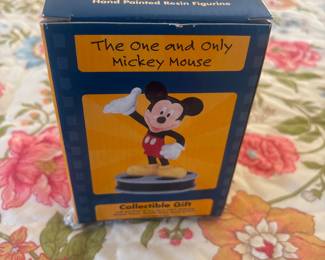 Hand Painted Resin Figurine
The One and Only
Mickey Mouse
Collectible Gift